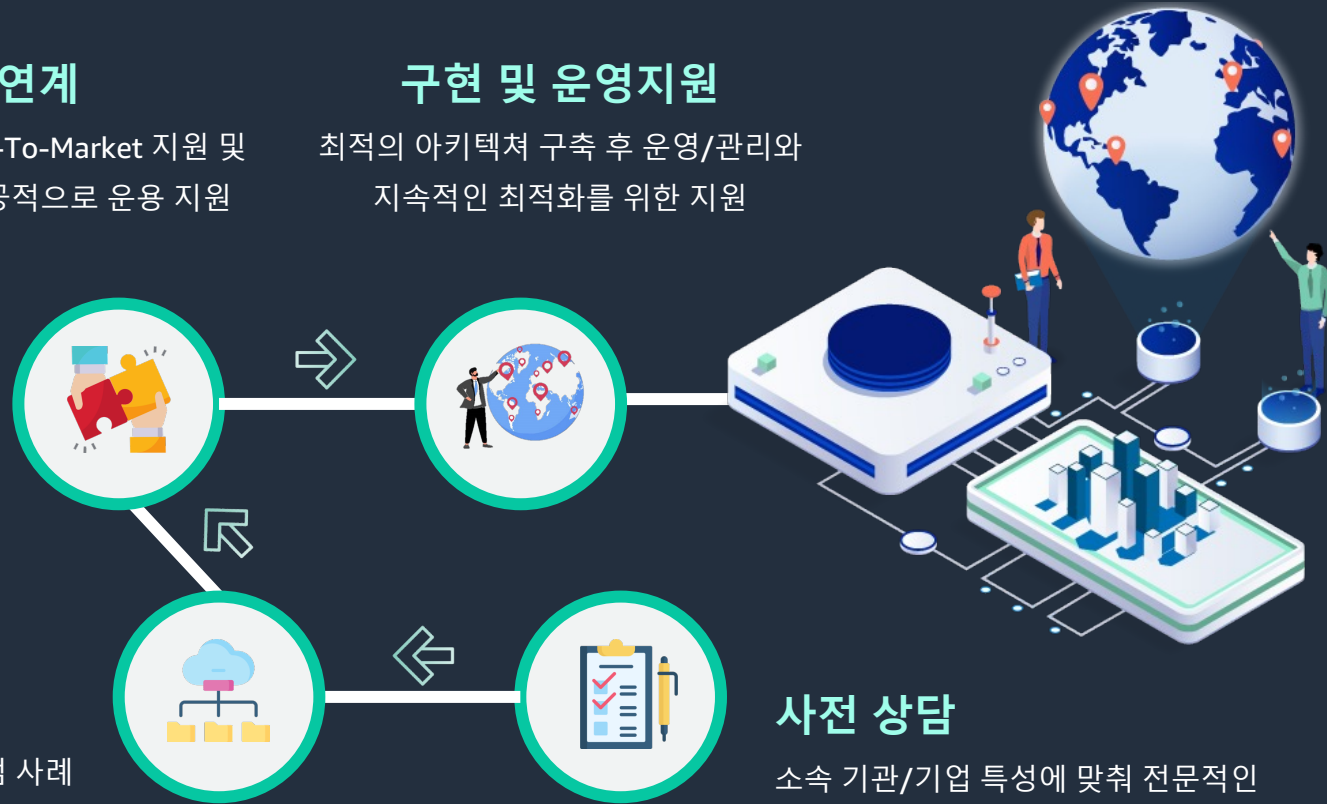 연계
구현 및 운영지원
-To-Market 지원 및
공적으로 운용 지원
최적의 아키텍쳐 구축 후 운영/관리와
지속적인 최적화를 위한 지원
사전 상담
사례
소속 기관/기업 특성에 맞춰 전문적인